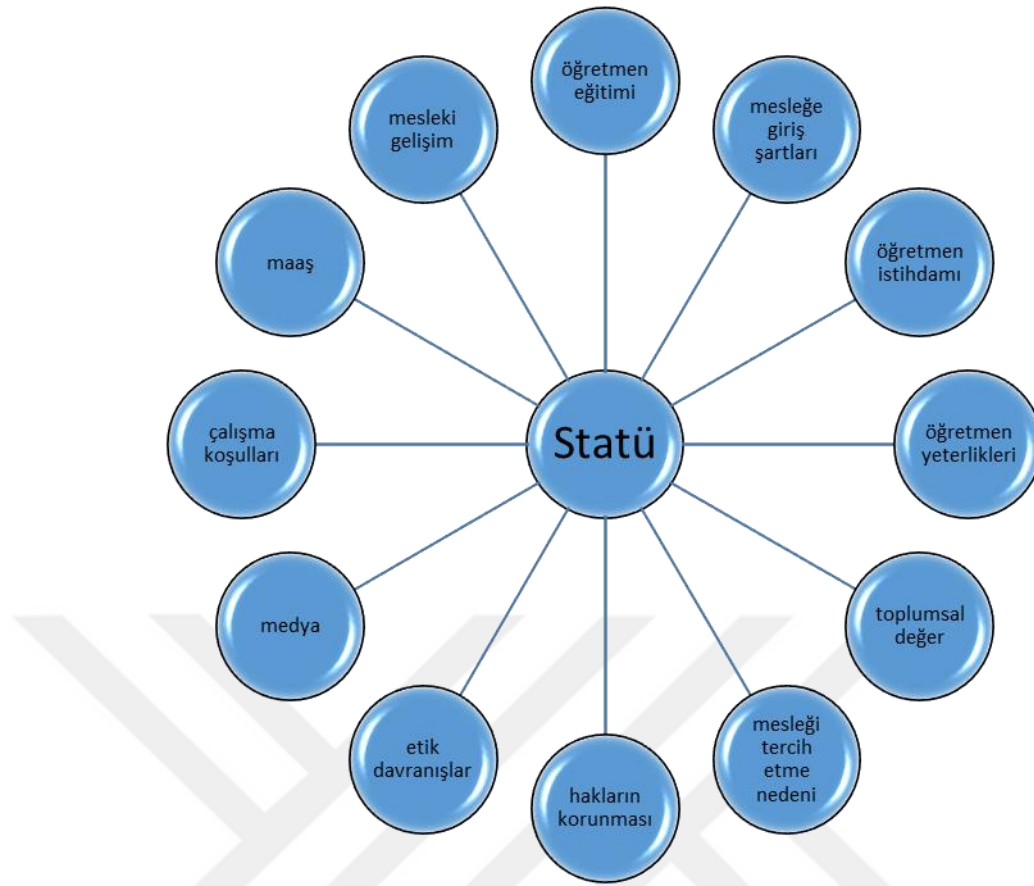 öğretmen
eğitimi
mesleğe
giriş
şartları
öğretmen
istihdamı
öğretmen
yeterlikleri
toplumsal
değer
mesleği
tercih
etme
nedeni
hakların
korunması
etik
davranışlar
medya
çalışma
koşulları
maaş
mesleki
gelişim
Statü